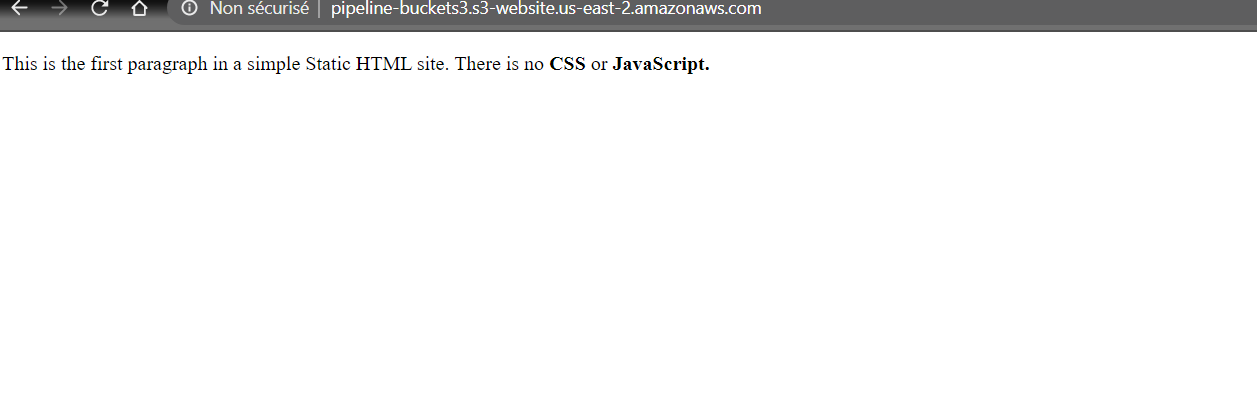 Non sécurisé | pipeline-buckets3.s3-website.us-east-2.amazonaws.com
This is the first paragraph in a simple Static HTML site. There is no CSS or JavaScript.